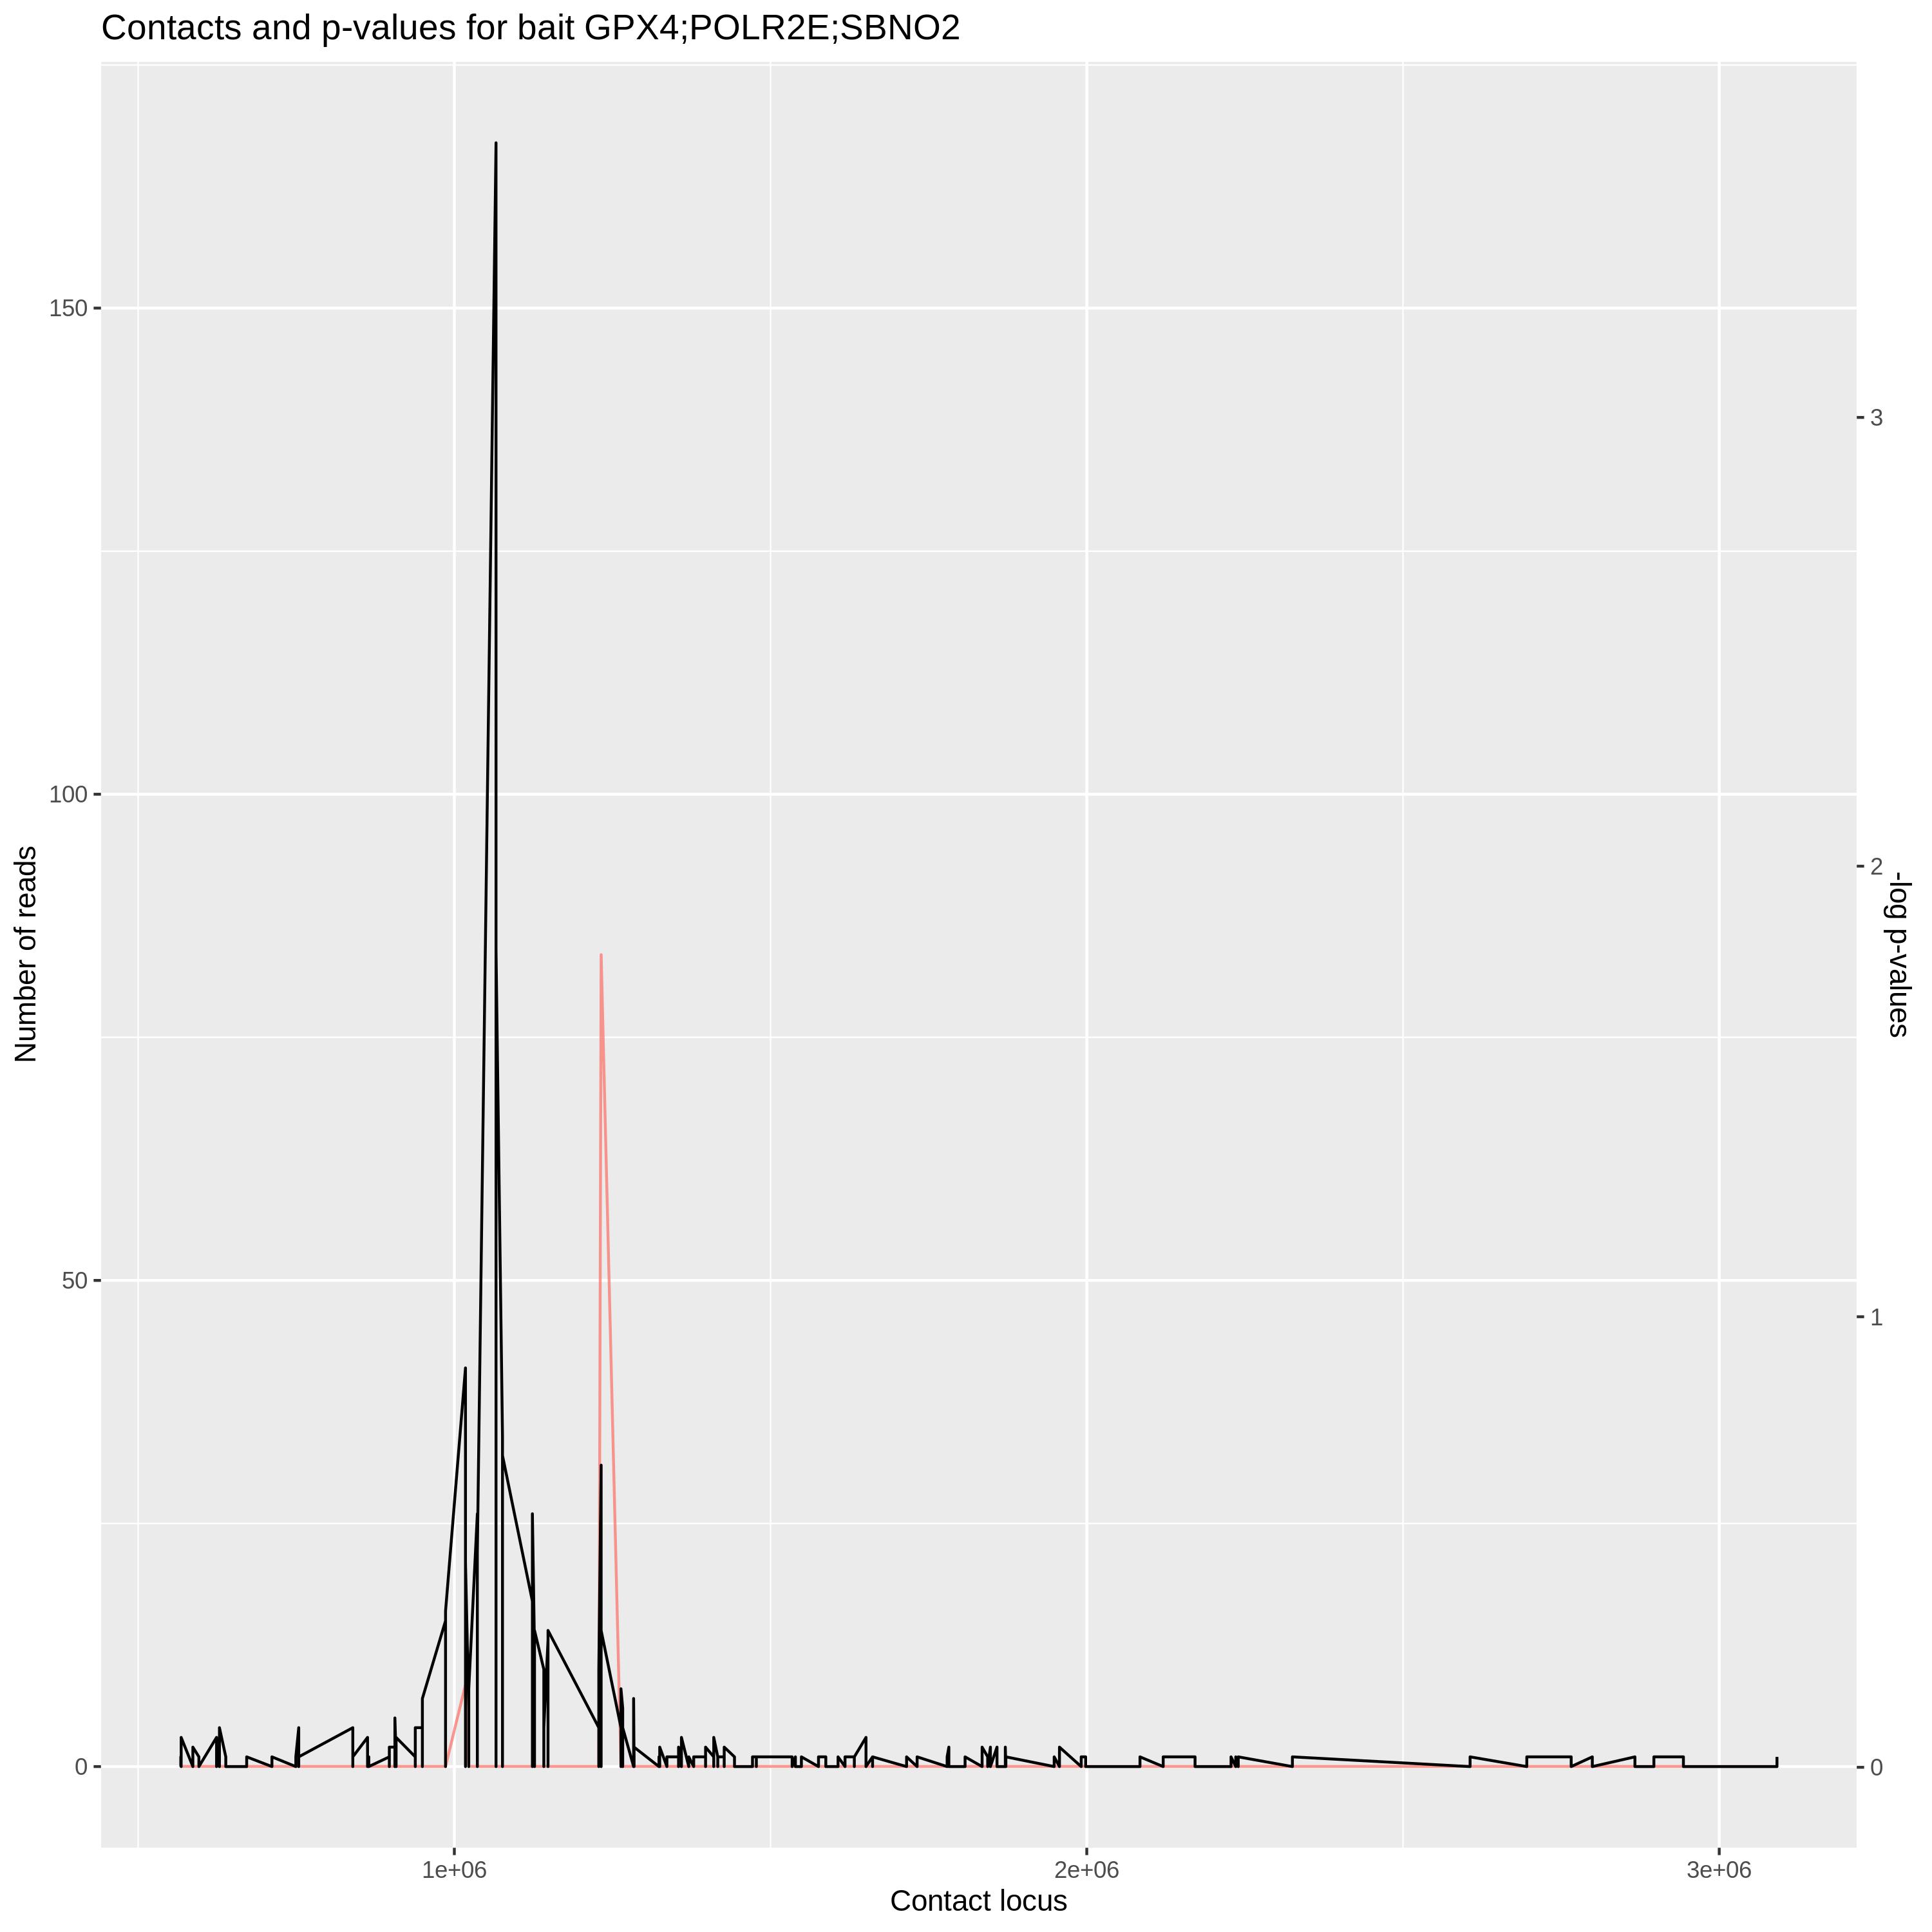 Contacts and p-values for bait GPX4;POLR2E;SBNO2
Number of reads
150
100
50
0
3
2
1
0
-log p-values
1e+06
2e+06
3e+06
Contact locus